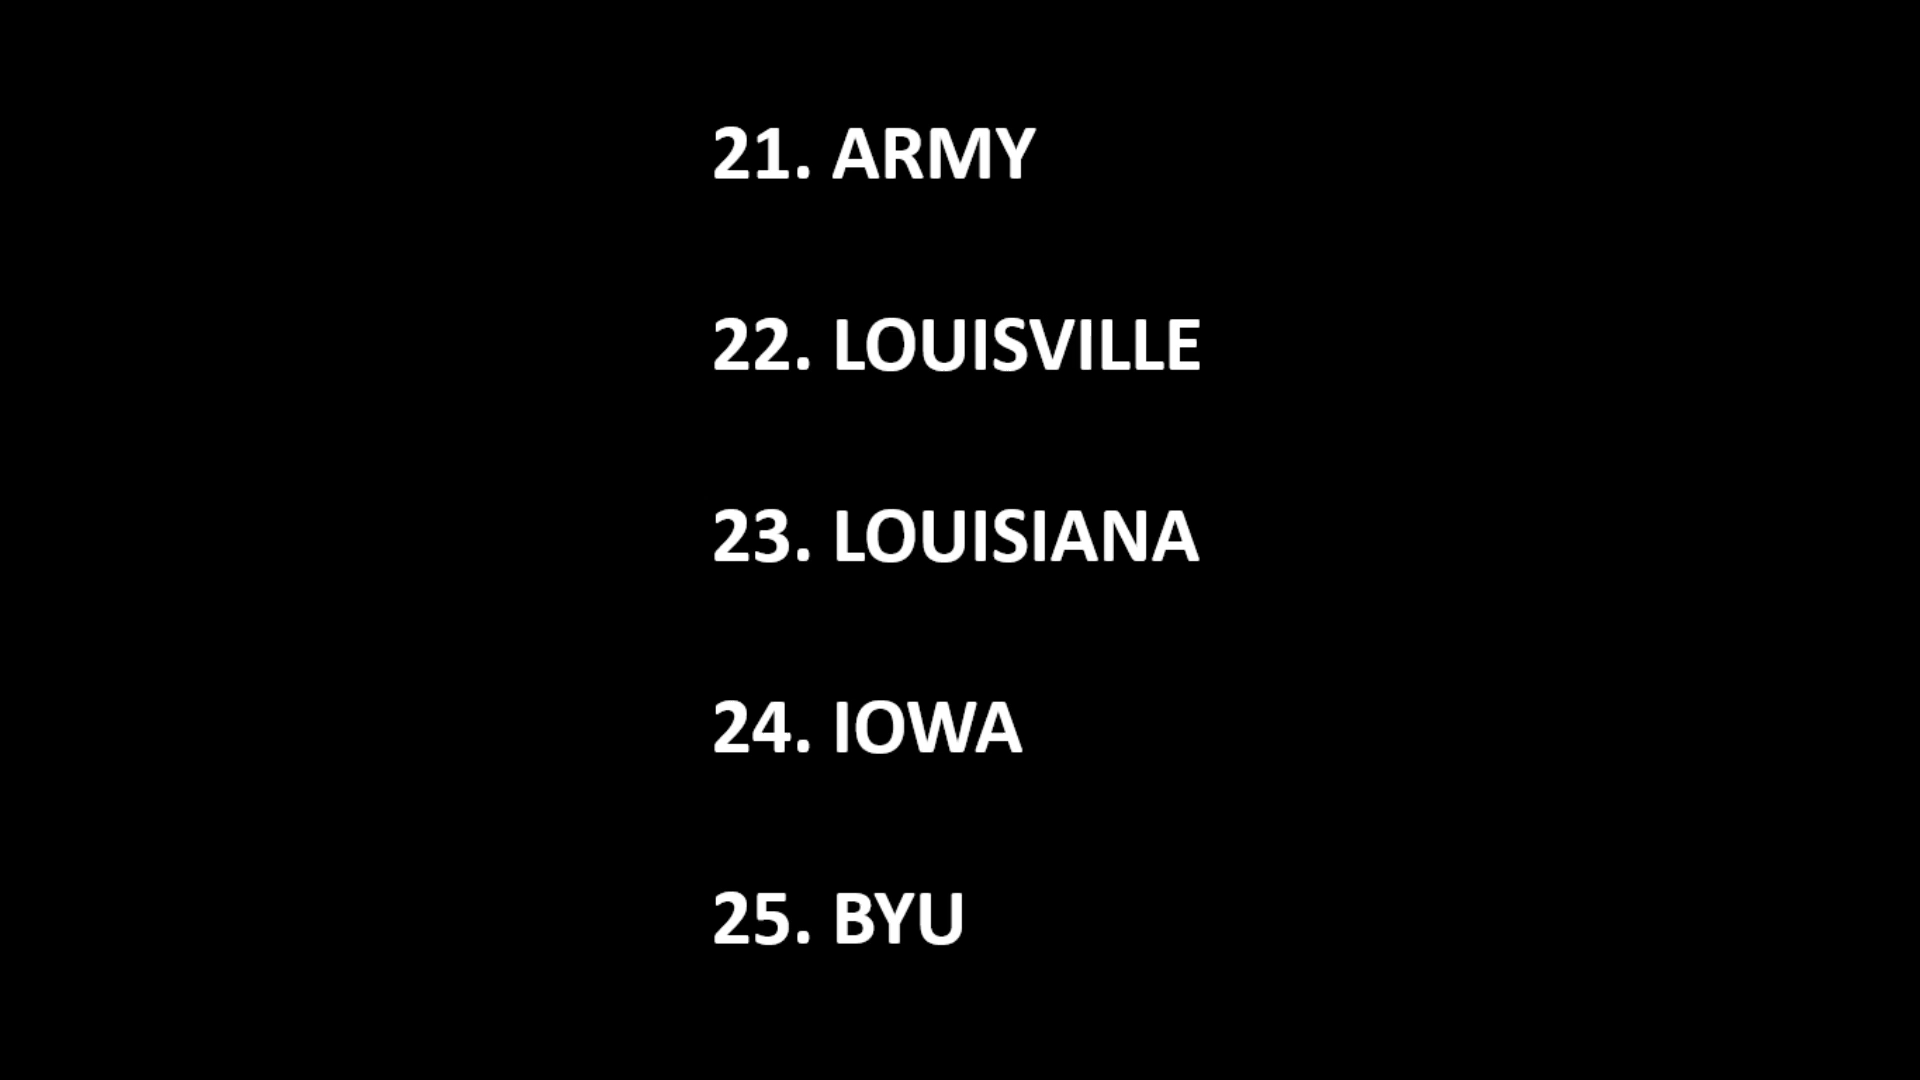 21. ARMY
22. LOUISVILLE
23. LOUISIANA
24. IOWA
25. BYU